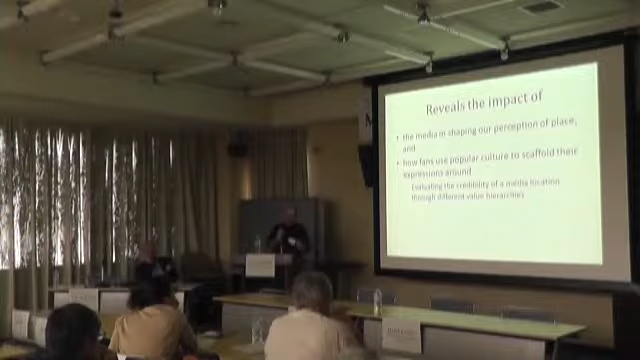 Reveals the impact of
• the media in shaping our perception of place,
and
• how fans use popular culture to scaffold their
expressions around
Evaluating the credibility of a media location
through different value hierarchies